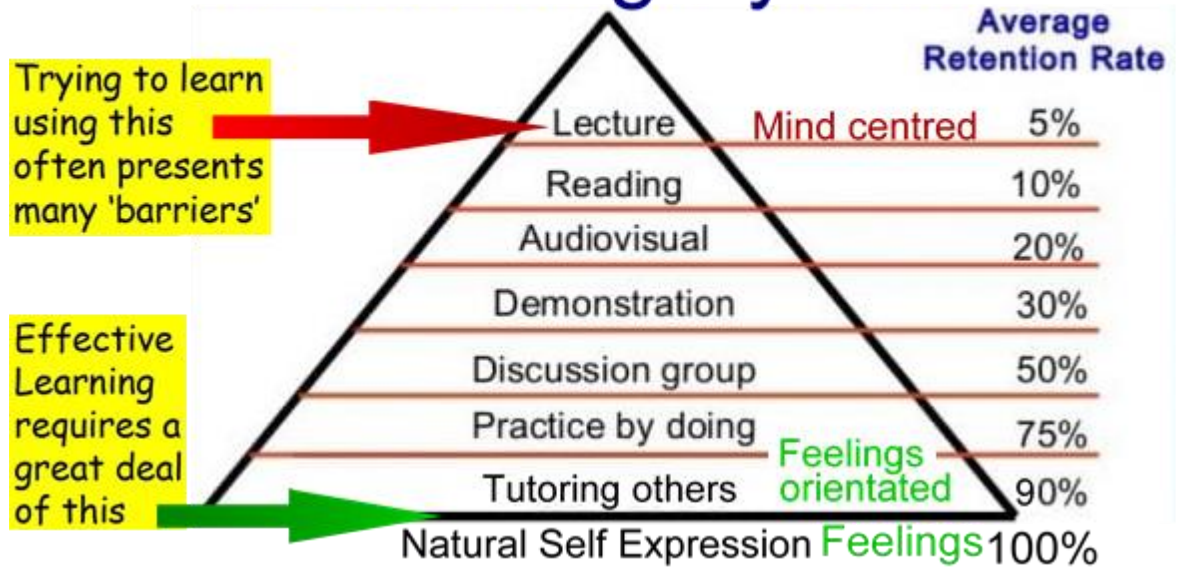 Average
Retention Rate
Trying to learn
using this
often presents
many 'barriers'
Lecture Mind centred 5%
Reading 10%
Audiovisual 20%
Demonstration 30%
Effective
Learning
requires a
great deal
of this
Discussion group 50%
Practice by doing 75%
Feelings
orientated
Tutoring others 90%
Natural Self Expression Feelings 100%